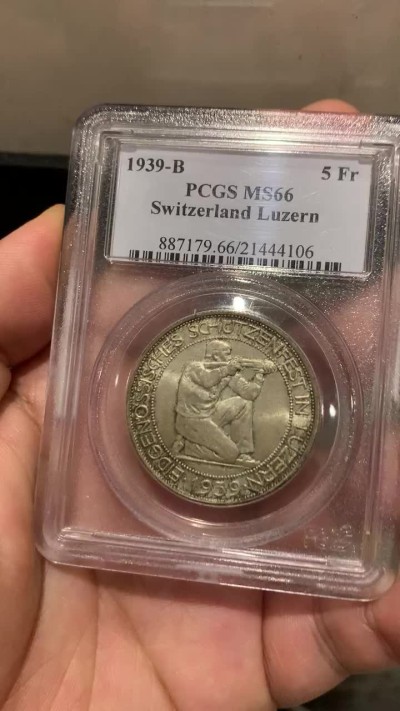 1939-B 5 Fr
PCGS MS66
Switzerland Luzern
887179.66/21444106
EIDGENÖSSISCHES SCHÜTZENFEST IN LUZERN
1939